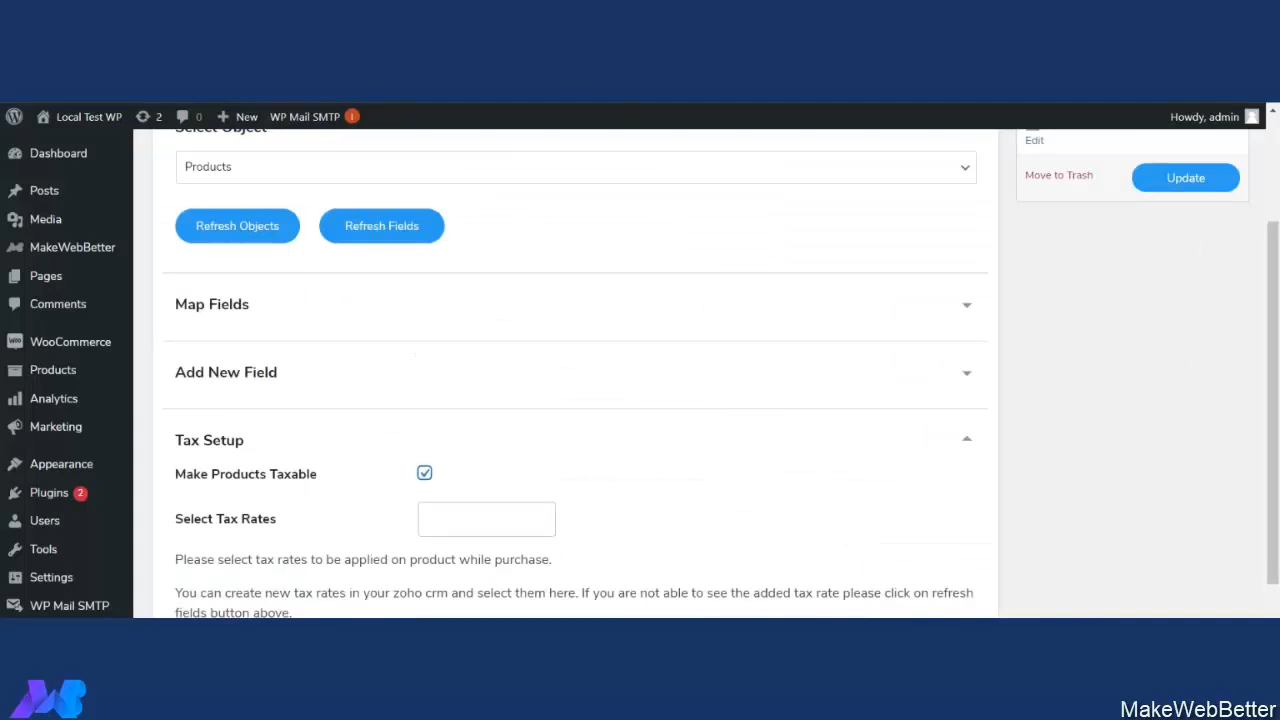 Local Test WP
2
0
New
WP Mail SMTP
Howdy, admin
Dashboard
Posts
Media
MakeWebBetter
Pages
Comments
WooCommerce
Products
Analytics
Marketing
Appearance
Plugins 2
Users
Tools
Settings
WP Mail SMTP
Select Object
Products
Refresh Objects
Refresh Fields
Map Fields
Add New Field
Tax Setup
Make Products Taxable
Select Tax Rates
Please select tax rates to be applied on product while purchase.
You can create new tax rates in your zoho crm and select them here. If you are not able to see the added tax rate please click on refresh
fields button above.
Edit
Move to Trash
Update
MakeWebBetter